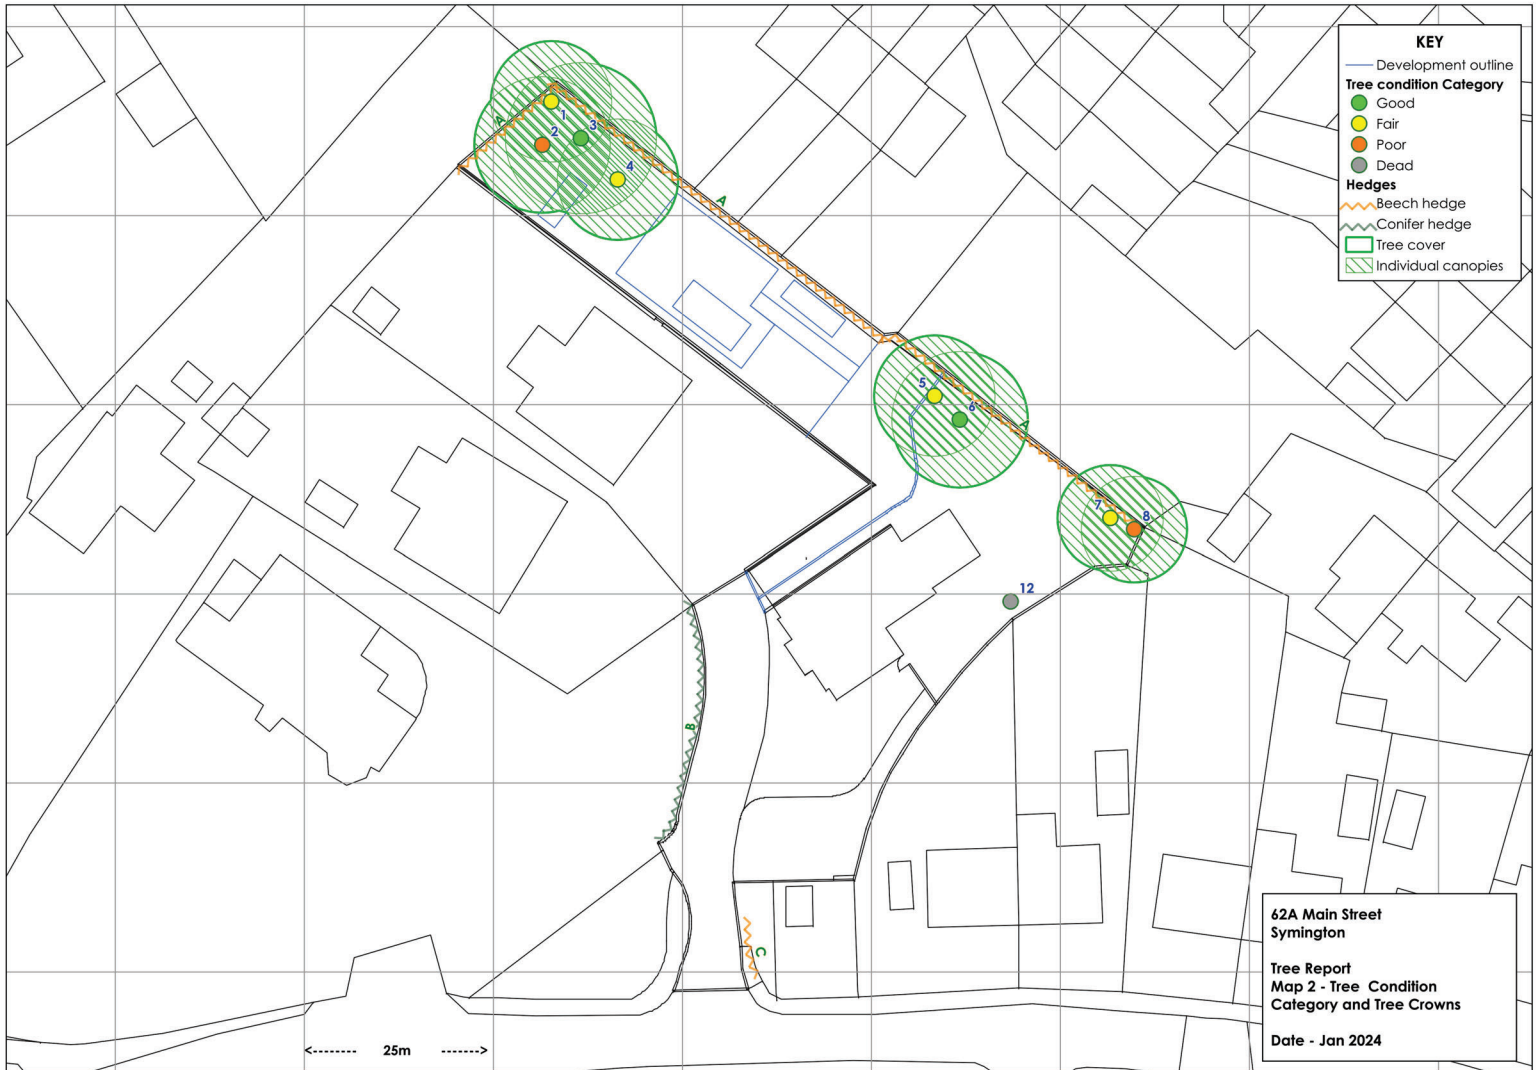 KEY
Development outline
Tree condition Category
Good
Fair
Poor
Dead
Hedges
Beech hedge
Conifer hedge
Tree cover
Individual canopies
1
A
2
3
4
A
5
6
A
7
8
12
B
C
62A Main Street
Symington
Tree Report
Map 2 - Tree Condition
Category and Tree Crowns
Date - Jan 2024
25m